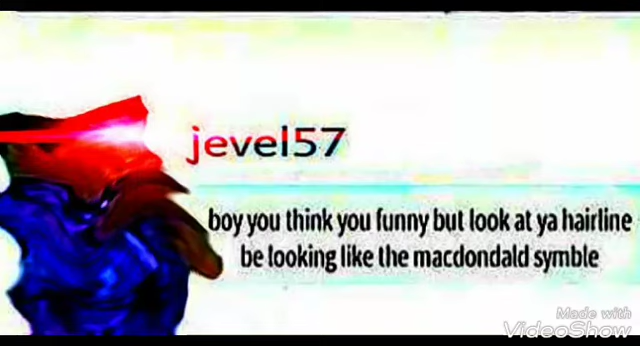 jevel57
boy you think you funny but look at ya hairline
be looking like the macdondald symble
Made with
VideoShow